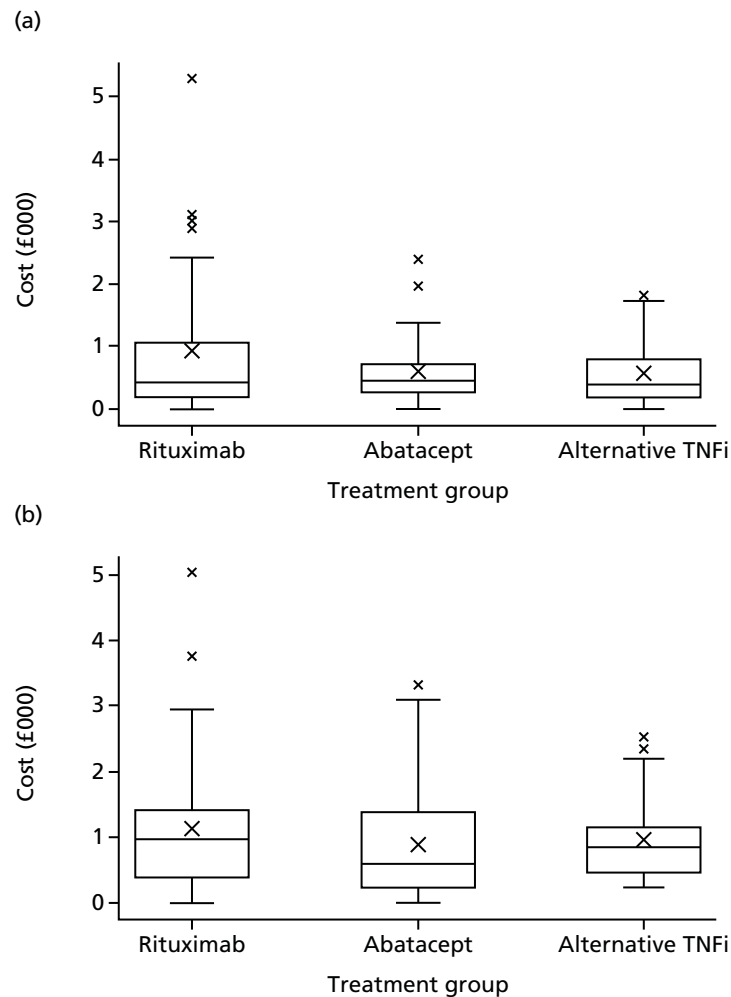 (a)
5
4
3
2
1
0
Cost (£000)
Rituximab Abatacept Alternative TNFi
Treatment group
(b)
5
4
3
2
1
0
Cost (£000)
Rituximab Abatacept Alternative TNFi
Treatment group